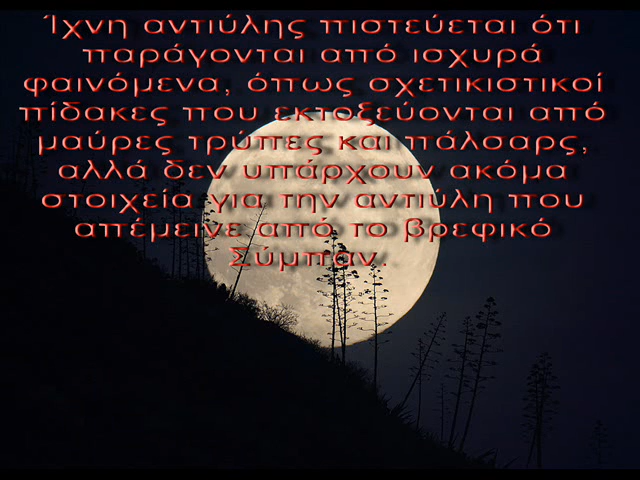 Ίχνη αντιύλης πιστεύεται ότι
παράγονται από ισχυρά
φαινόμενα, όπως σχετικιστικοί
πίδακες που εκτοξεύονται από
μαύρες τρύπες και πάλσαρς,
αλλά δεν υπάρχουν ακόμα
στοιχεία για την αντιύλη που
απέμεινε από το βρεφικό
Σύμπαν.